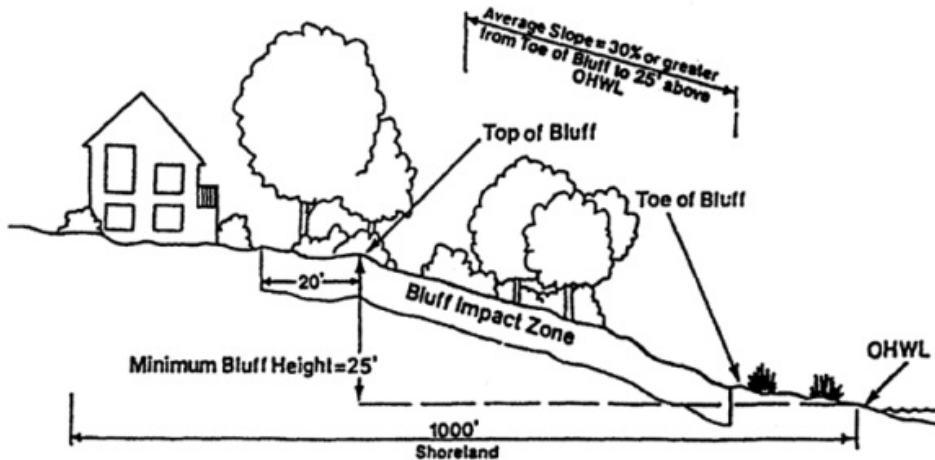 Average Slope = 30% or greater
from Toe of Bluff to 25' above
OHWL
Top of Bluff
Toe of Bluff
20'
Bluff Impact Zone
Minimum Bluff Height = 25'
OHWL
1000'
Shoreland